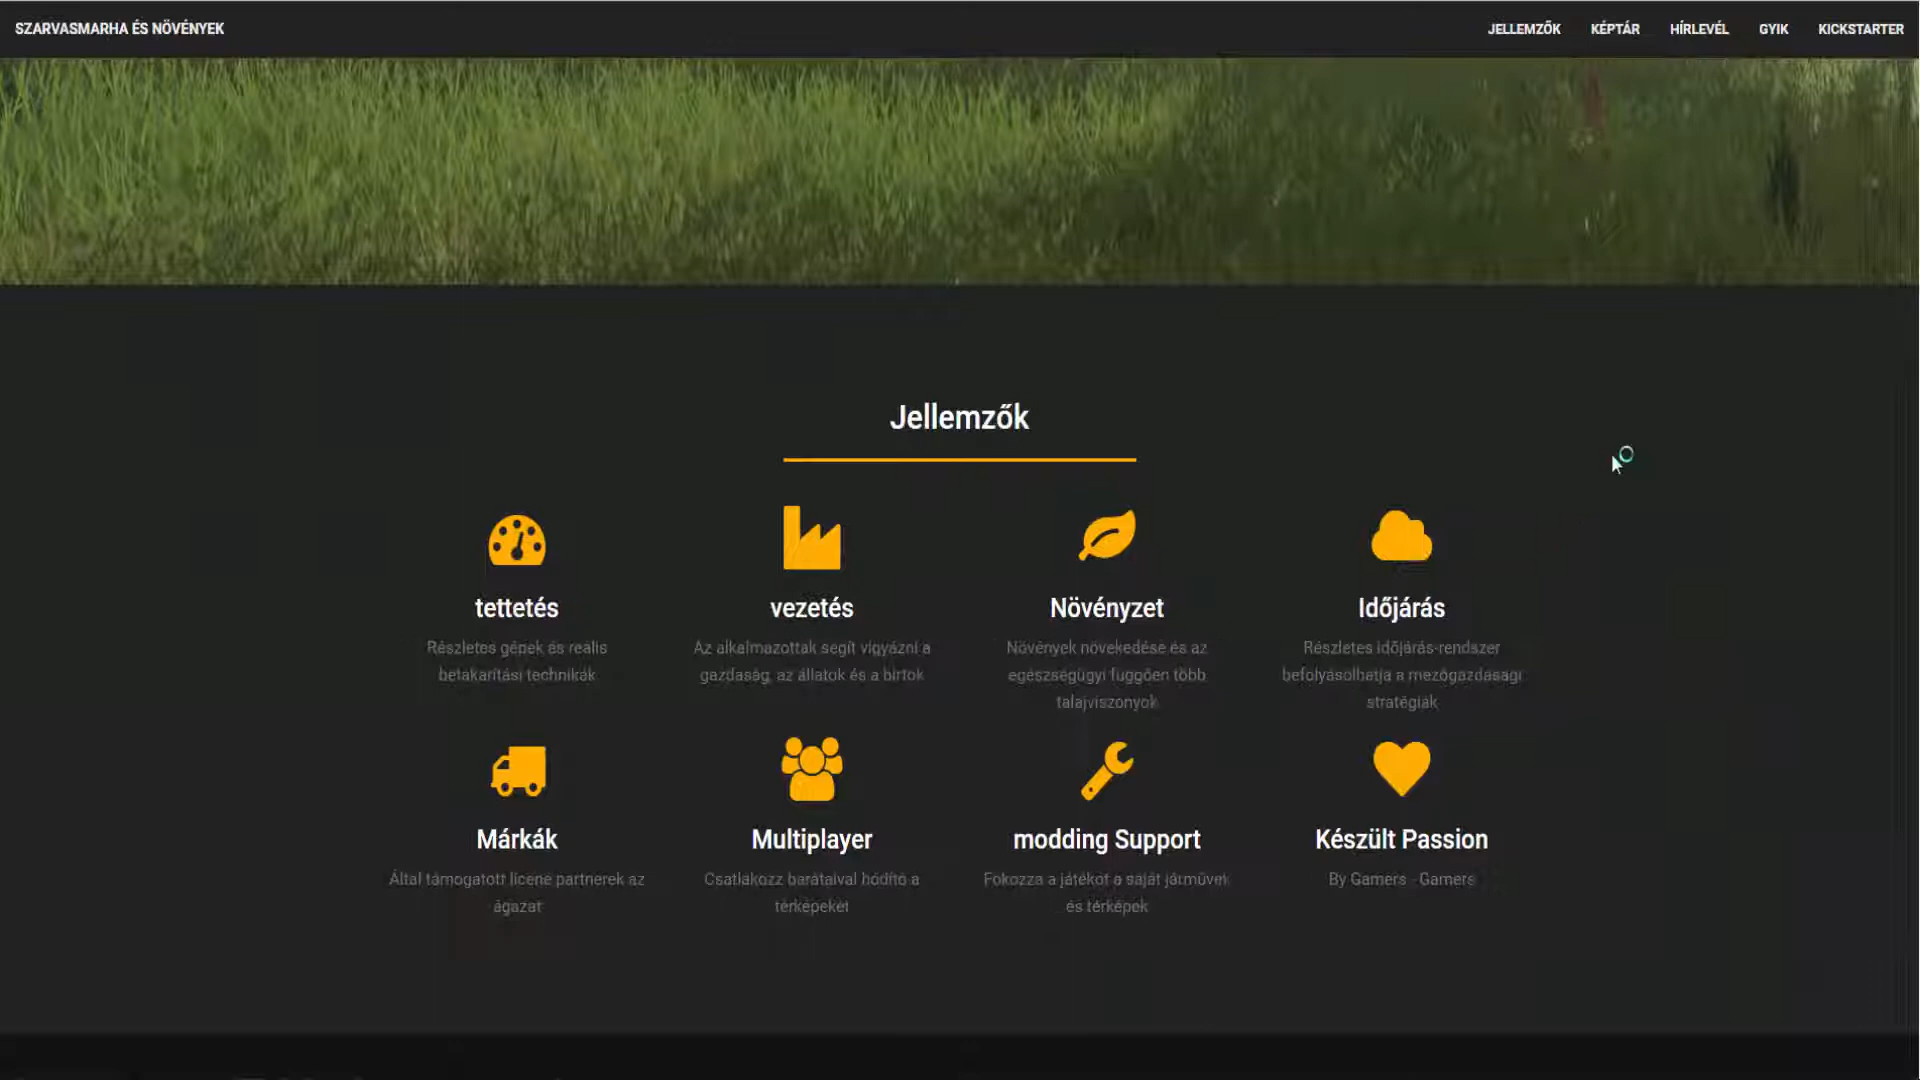 SZARVASMARHA ÉS NÖVÉNYEK
JELLEMZŐK
KÉPTÁR
HÍRLEVÉL
GYIK
KICKSTARTER
Jellemzők
tettetés
Részletes gépek és reális
betakarítási technikák
vezetés
Az alkalmazottak segít vigyázni a
gazdaság, az állatok és a birtok
Növényzet
Növények növekedése és az
egészségügyi függően több
talajviszonyok
Időjárás
Részletes időjárás-rendszer
befolyásolhatja a mezőgazdasági
stratégiák
Márkák
Által támogatott licenc partnerek az
ágazat
Multiplayer
Csatlakozz barátaival hódító a
térképeket
modding Support
Fokozza a játékot a saját járművek
és térképek
Készült Passion
By Gamers - Gamers